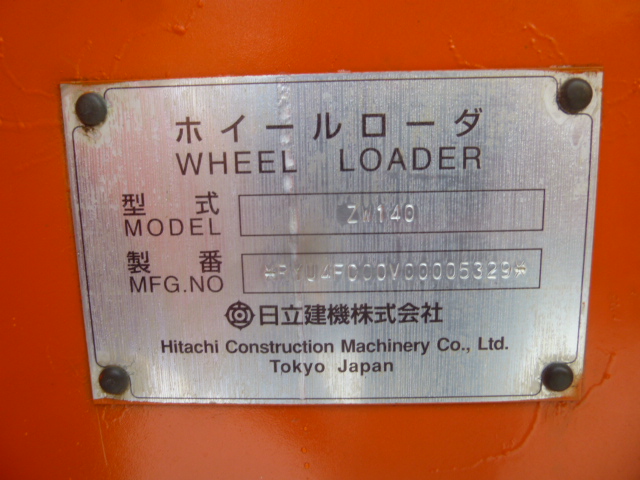 ホイールローダ
WHEEL LOADER
型式 ZW140
MODEL
製番
MFG.NO
日立建機株式会社
Hitachi Construction Machinery Co., Ltd.
Tokyo Japan